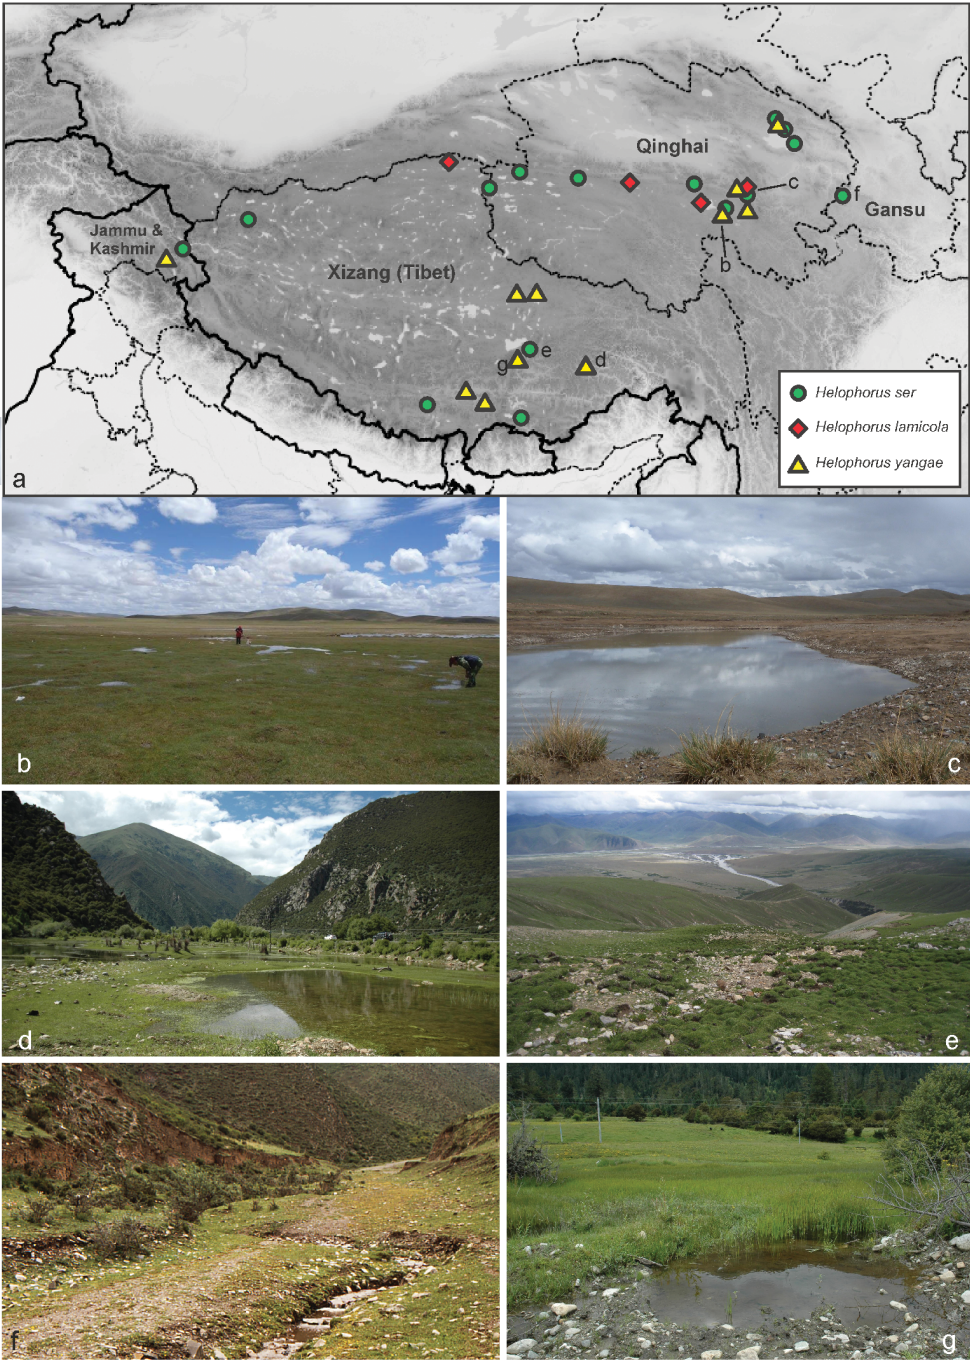 Qinghai
c
f
Gansu
Jammu &
Kashmir
b
Xizang (Tibet)
e
g
d
Helophorus ser
Helophorus lamicola
Helophorus yangae
a
b
c
d
e
f
g